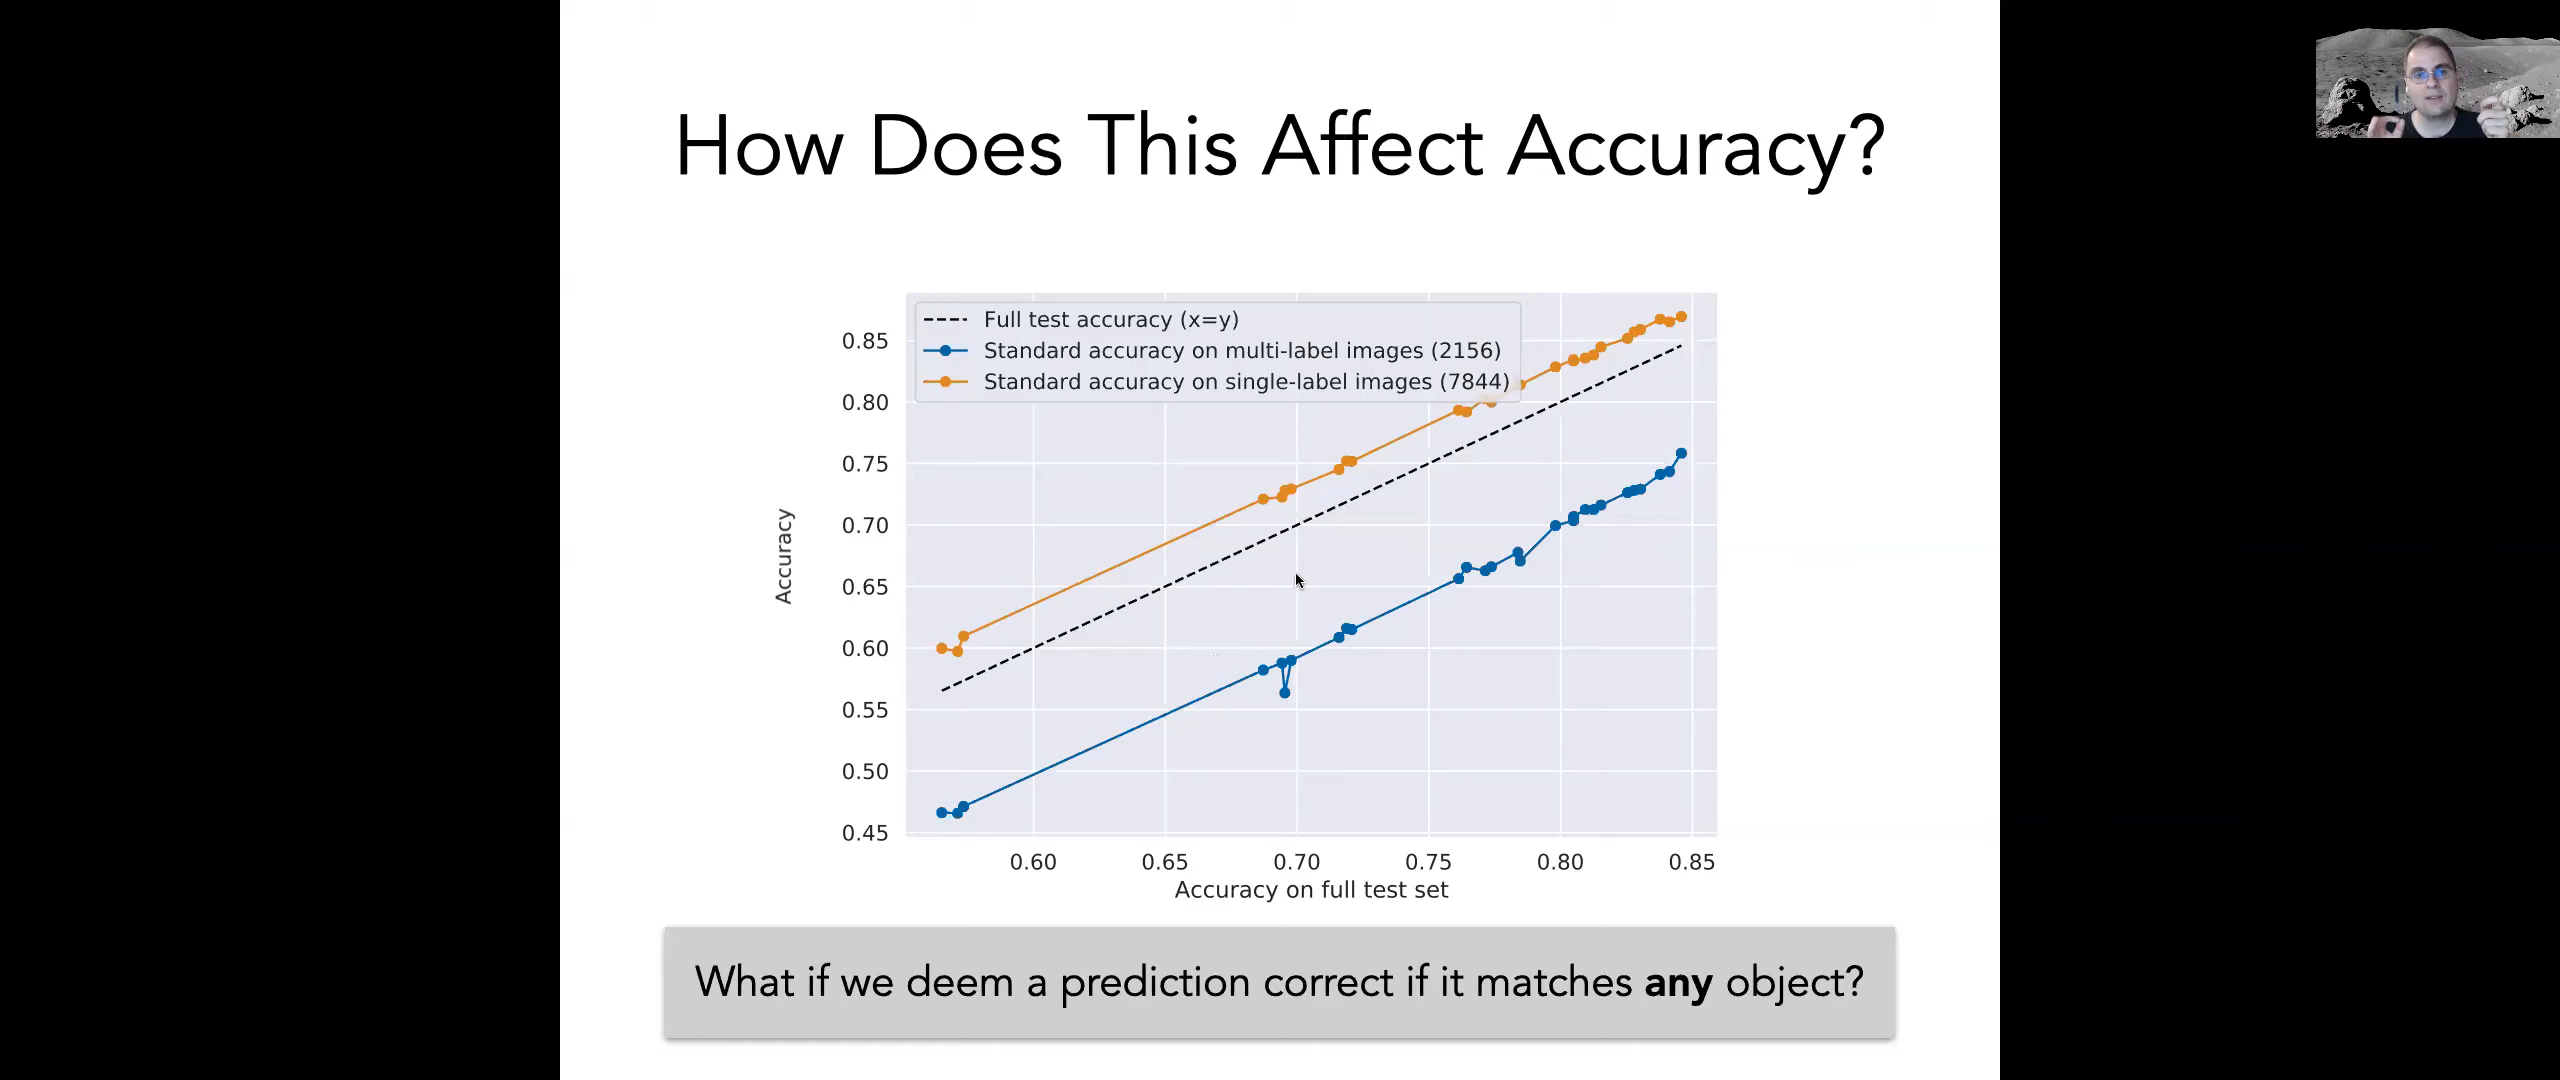 How Does This Affect Accuracy?
Full test accuracy (x=y)
Standard accuracy on multi-label images (2156)
Standard accuracy on single-label images (7844)
0.85
0.80
0.75
0.70
0.65
0.60
0.55
0.50
0.45
Accuracy
0.60 0.65 0.70 0.75 0.80 0.85
Accuracy on full test set
What if we deem a prediction correct if it matches any object?